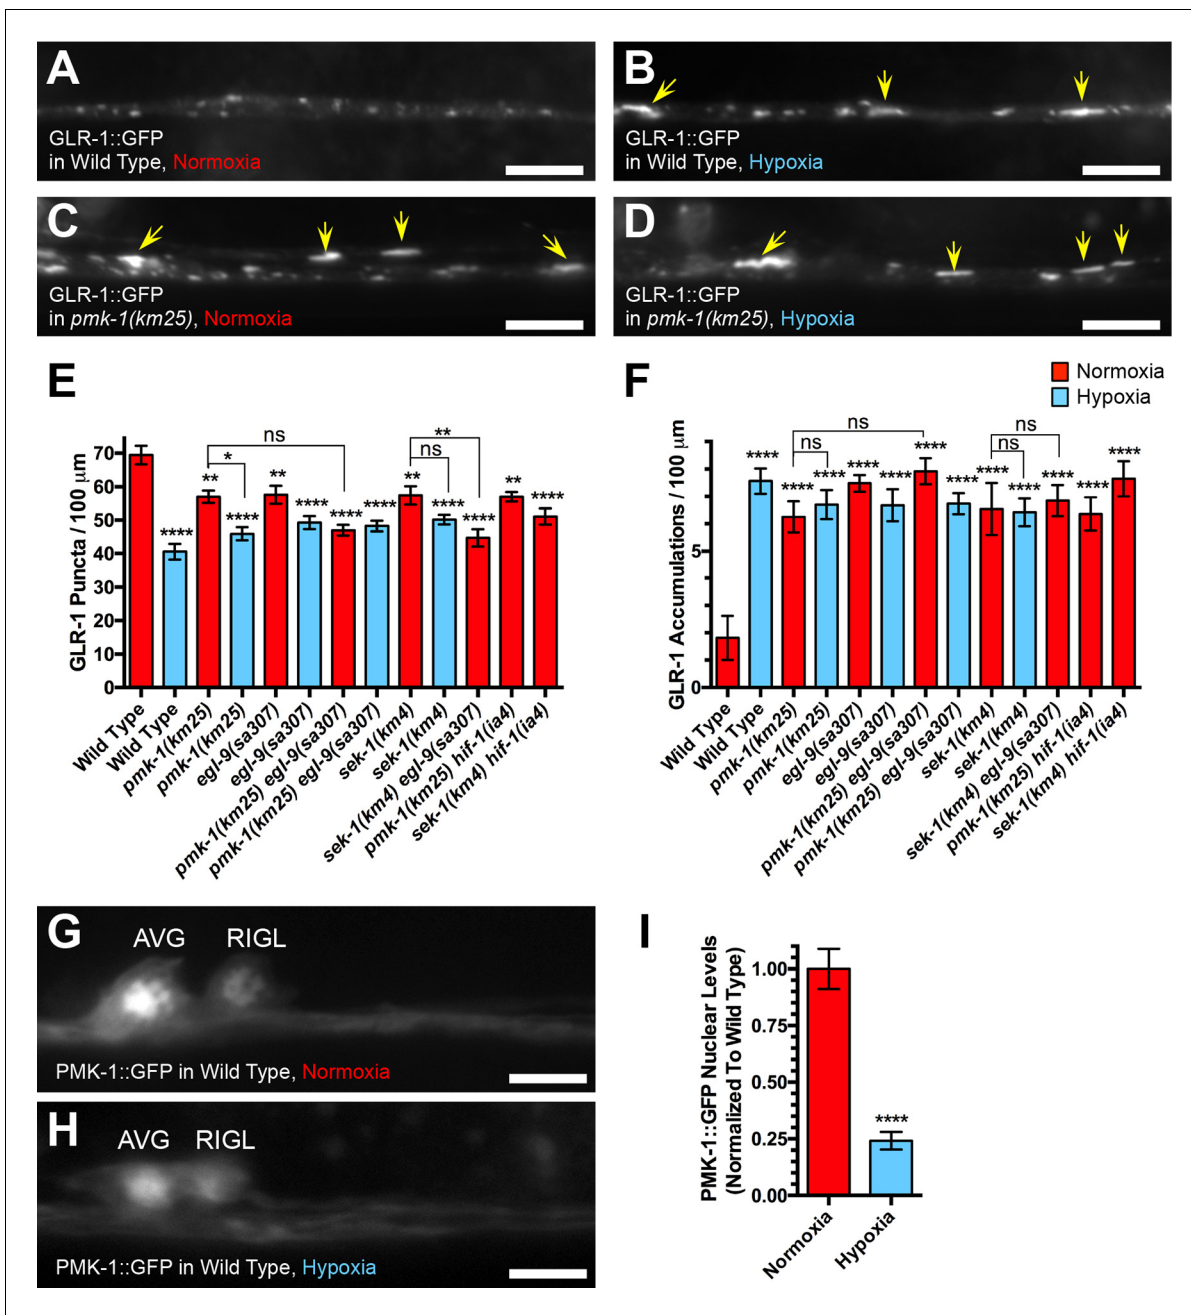 A
GLR-1::GFP
in Wild Type, Normoxia
B
GLR-1::GFP
in Wild Type, Hypoxia
C
GLR-1::GFP
in pmk-1(km25), Normoxia
D
GLR-1::GFP
in pmk-1(km25), Hypoxia
E
GLR-1 Puncta / 100 μm
70
60
50
40
30
20
10
0
****
**
*
****
ns
**
****
****
**
ns
**
****
****
**
****
Wild Type
Wild Type
pmk-1(km25)
pmk-1(km25)
egl-9(sa307)
egl-9(sa307)
pmk-1(km25) egl-9(sa307)
pmk-1(km25) egl-9(sa307)
sek-1(km4)
sek-1(km4)
sek-1(km4) egl-9(sa307)
pmk-1(km25) hif-1(ia4)
sek-1(km4) hif-1(ia4)
F
Normoxia
Hypoxia
GLR-1 Accumulations / 100 μm
5
0
****
****
ns
****
ns
****
****
****
****
****
ns
****
ns
****
****
****
Wild Type
Wild Type
pmk-1(km25)
pmk-1(km25)
egl-9(sa307)
egl-9(sa307)
pmk-1(km25) egl-9(sa307)
pmk-1(km25) egl-9(sa307)
sek-1(km4)
sek-1(km4)
sek-1(km4) egl-9(sa307)
pmk-1(km25) hif-1(ia4)
sek-1(km4) hif-1(ia4)
G
AVG RIGL
PMK-1::GFP in Wild Type, Normoxia
H
AVG RIGL
PMK-1::GFP in Wild Type, Hypoxia
I
PMK-1::GFP Nuclear Levels
(Normalized To Wild Type)
1.00
0.75
0.50
0.25
0.00
****
Normoxia
Hypoxia